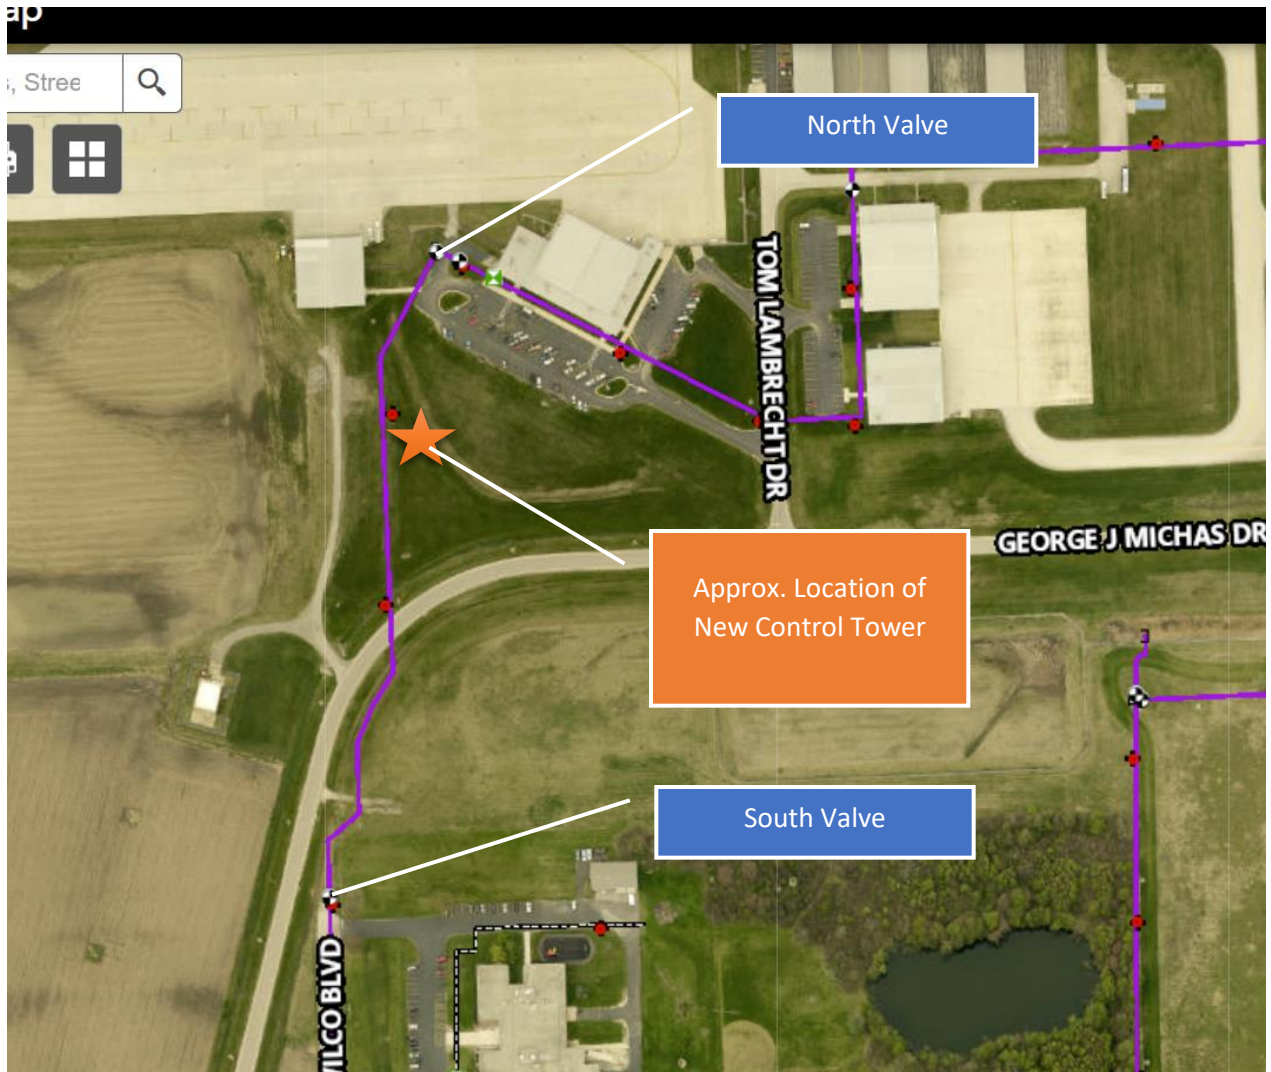 ap
s, Stree
North Valve
TOM LAMBRECHT DR
GEORGE J MICHAS DR
Approx. Location of
New Control Tower
South Valve
WILCO BLVD